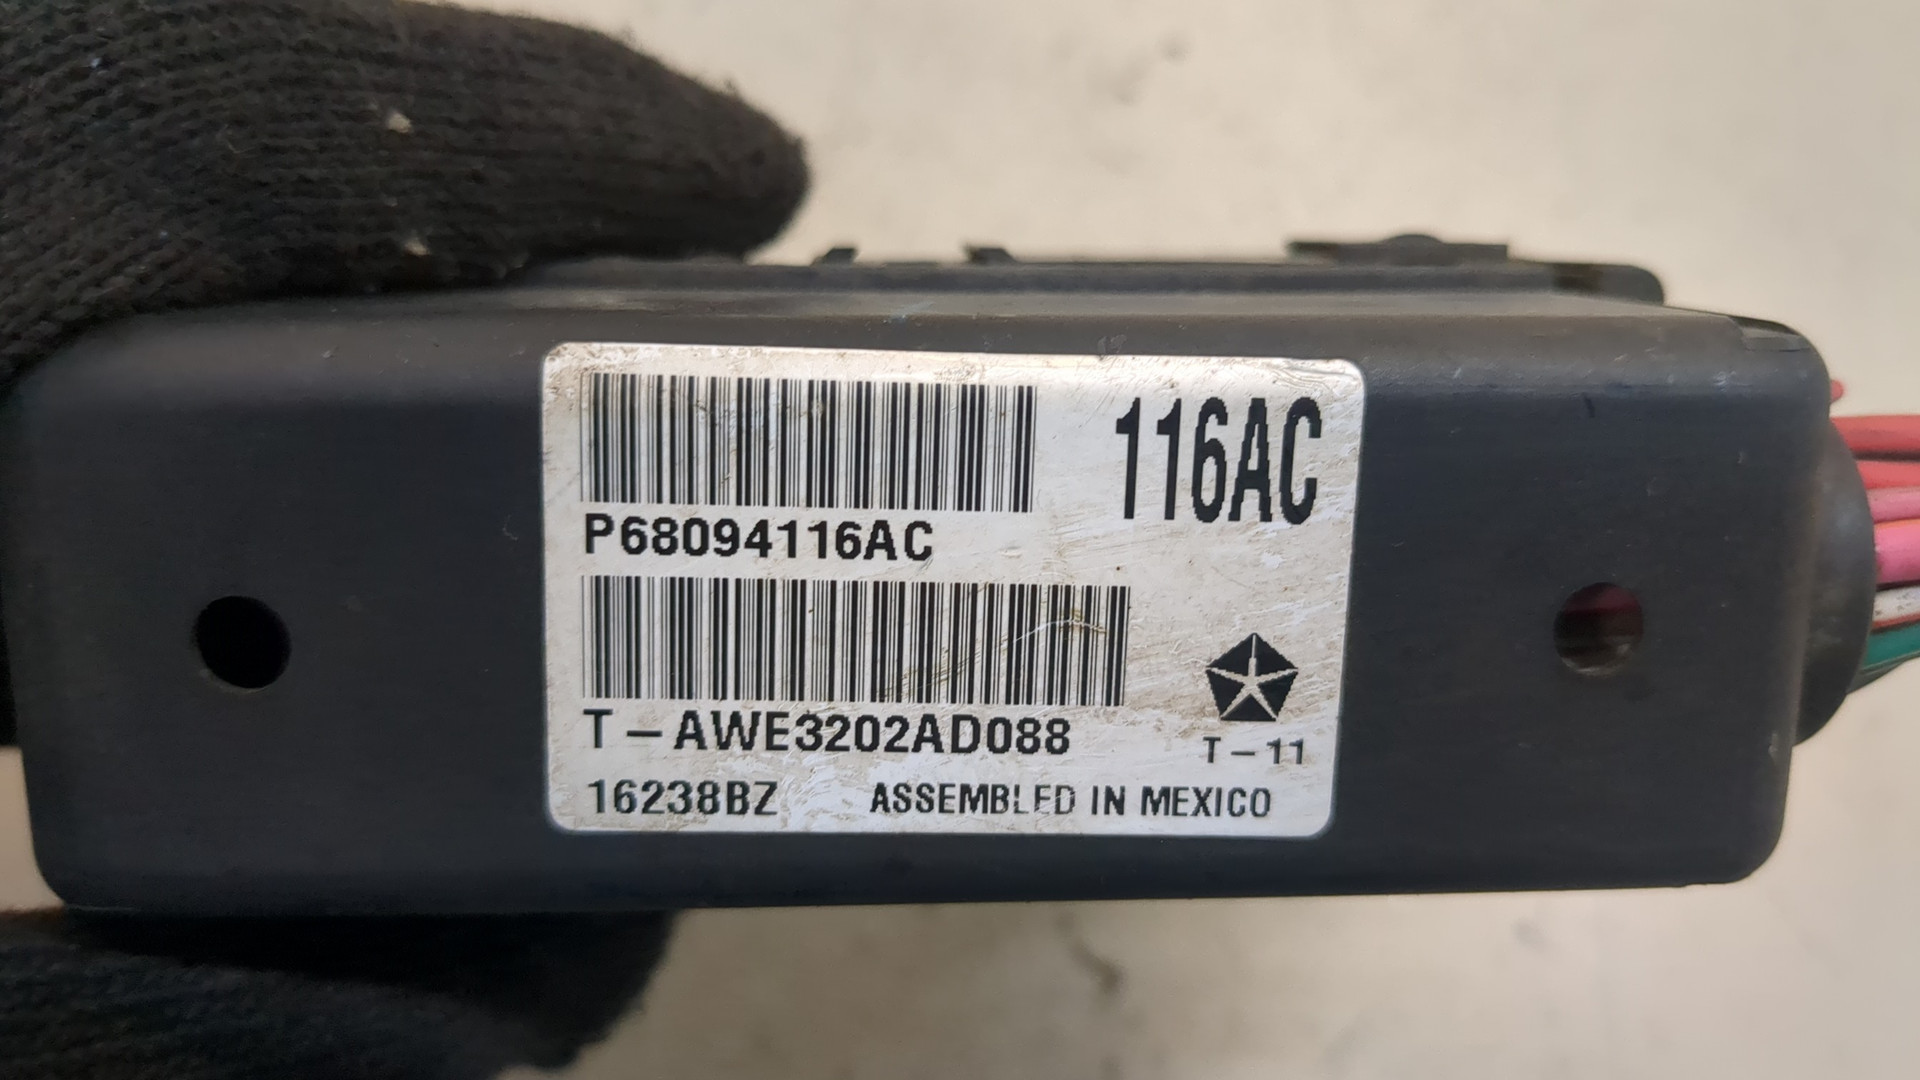 116AC
P68094116AC
T-AWE3202AD088
T-11
16238BZ ASSEMBLED IN MEXICO